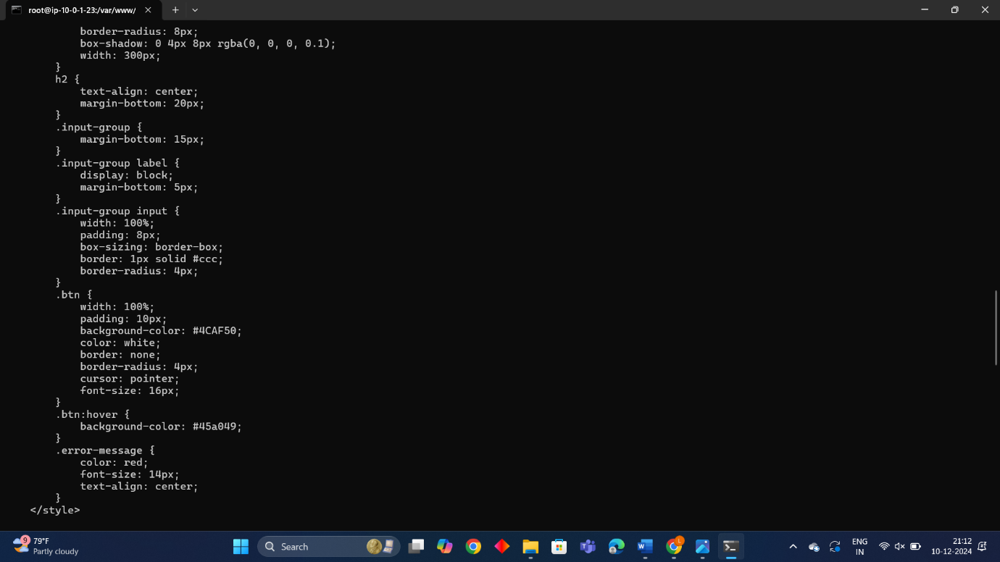 root@ip-10-0-1-23:/var/www/
        border-radius: 8px;
        box-shadow: 0 4px 8px rgba(0, 0, 0, 0.1);
        width: 300px;
    }
    h2 {
        text-align: center;
        margin-bottom: 20px;
    }
    .input-group {
        margin-bottom: 15px;
    }
    .input-group label {
        display: block;
        margin-bottom: 5px;
    }
    .input-group input {
        width: 100%;
        padding: 8px;
        box-sizing: border-box;
        border: 1px solid #ccc;
        border-radius: 4px;
    }
    .btn {
        width: 100%;
        padding: 10px;
        background-color: #4CAF50;
        color: white;
        border: none;
        border-radius: 4px;
        cursor: pointer;
        font-size: 16px;
    }
    .btn:hover {
        background-color: #45a049;
    }
    .error-message {
        color: red;
        font-size: 14px;
        text-align: center;
    }
</style>
9
79°F
Partly cloudy
Search
W
L
ENG
IN
21:12
10-12-2024